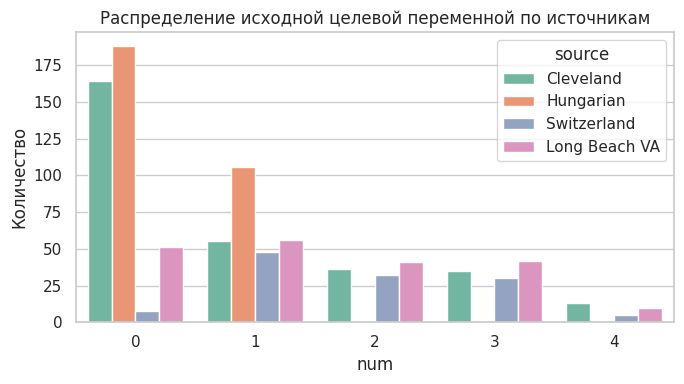 Распределение исходной целевой переменной по источникам
source
Cleveland
Hungarian
Switzerland
Long Beach VA
Количество
175
150
125
100
75
50
25
0
0 1 2 3 4
num